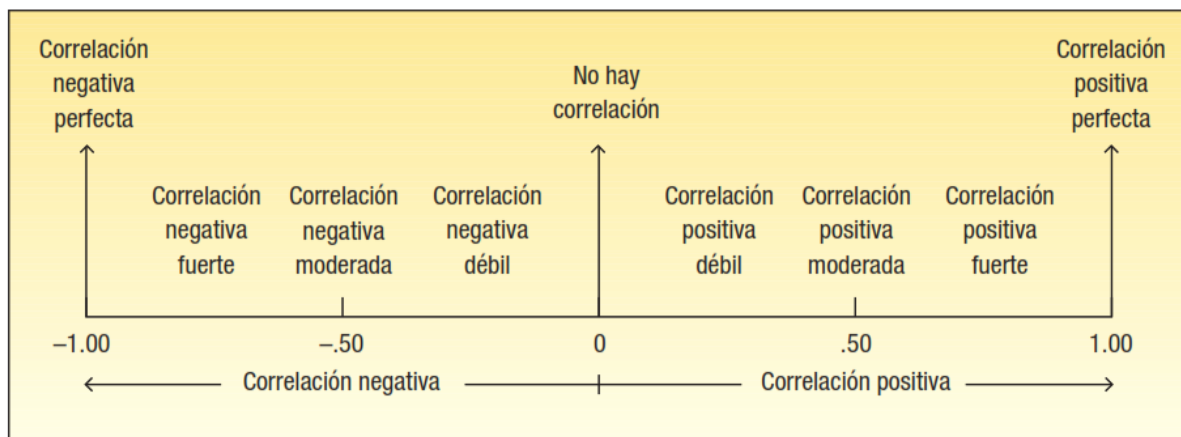 Correlación
negativa
perfecta
No hay
correlación
Correlación
positiva
perfecta
Correlación
negativa
fuerte
Correlación
negativa
moderada
Correlación
negativa
débil
Correlación
positiva
débil
Correlación
positiva
moderada
Correlación
positiva
fuerte
–1.00
–.50
0
.50
1.00
Correlación negativa
Correlación positiva